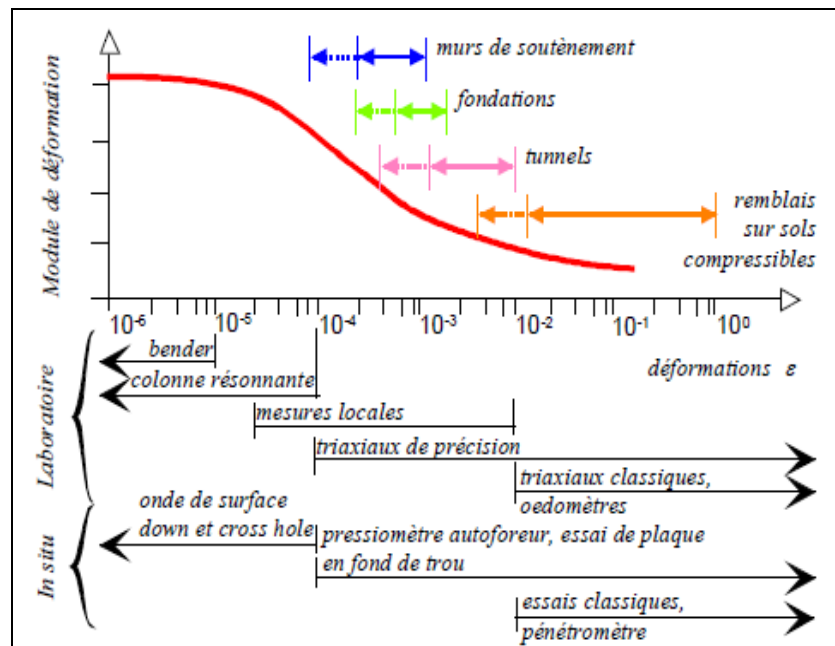 murs de soutènement
fondations
tunnels
remblais
sur sols
compressibles
Module de déformation
10-6
10-5
10-4
10-3
10-2
10-1
100
déformations ε
Laboratoire
bender
colonne résonnante
mesures locales
triaxiaux de précision
triaxiaux classiques,
oedomètres
In situ
onde de surface
down et cross hole
pressiomètre autoforeur, essai de plaque
en fond de trou
essais classiques,
pénétromètre